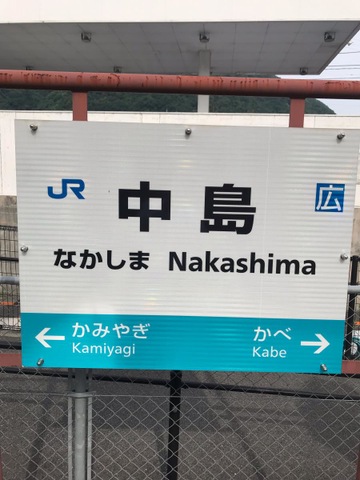 JR 中島 広
なかしま Nakashima
← かみやぎ かべ →
Kamiyagi Kabe